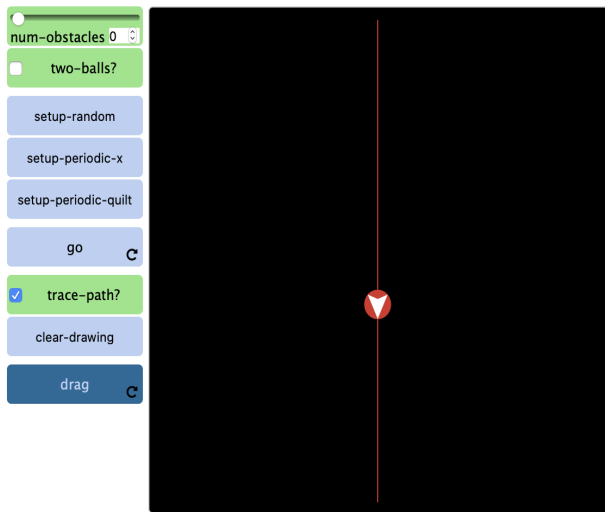 num-obstacles 0
two-balls?
setup-random
setup-periodic-x
setup-periodic-quilt
go
trace-path?
clear-drawing
drag